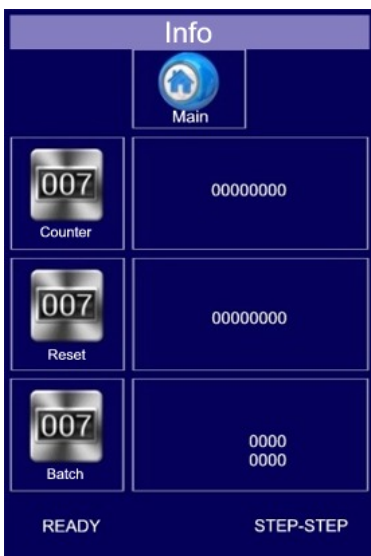 Info
Main
007
Counter
00000000
007
Reset
00000000
007
Batch
0000
0000
READY
STEP-STEP